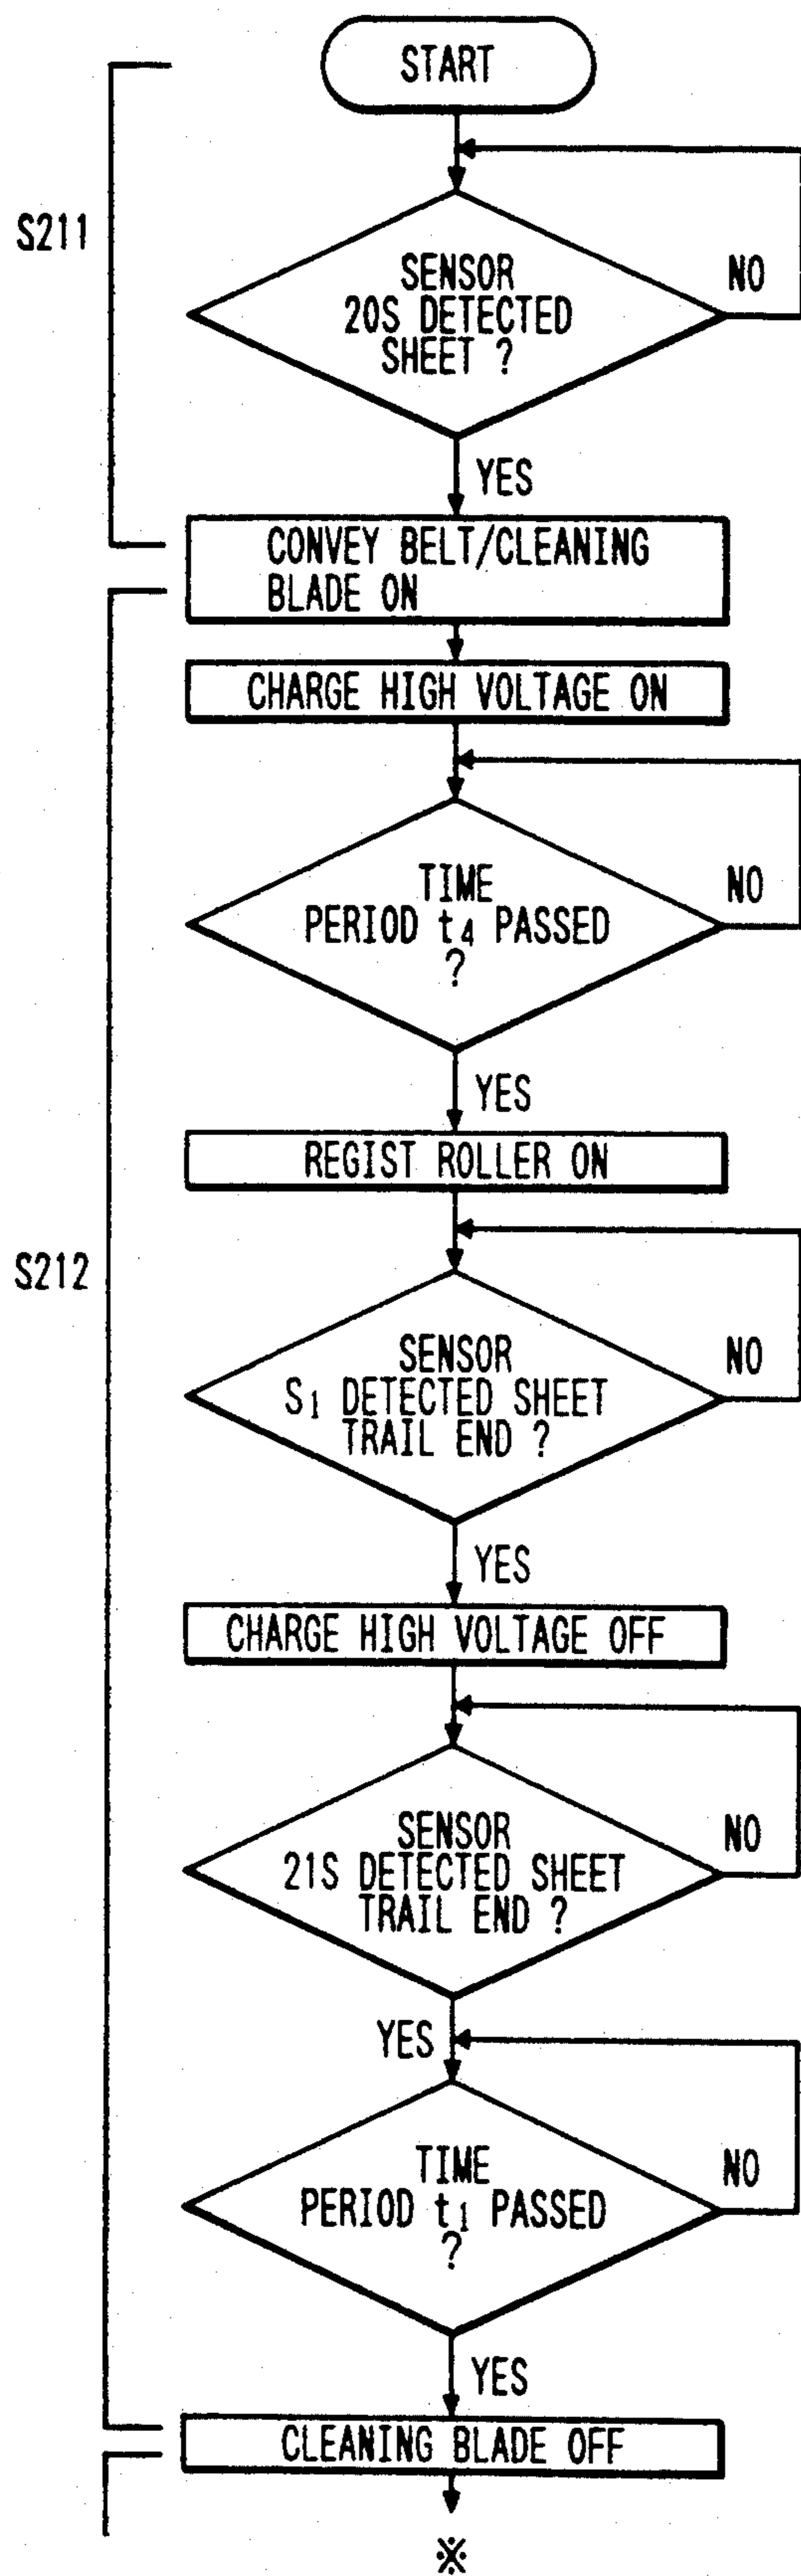 START
S211
SENSOR
20S DETECTED
SHEET ?
NO
YES
CONVEY BELT/CLEANING
BLADE ON
CHARGE HIGH VOLTAGE ON
TIME
PERIOD t₄ PASSED
?
NO
YES
REGIST ROLLER ON
S212
SENSOR
S₁ DETECTED SHEET
TRAIL END ?
NO
YES
CHARGE HIGH VOLTAGE OFF
SENSOR
21S DETECTED SHEET
TRAIL END ?
NO
YES
TIME
PERIOD t₁ PASSED
?
NO
YES
CLEANING BLADE OFF
※